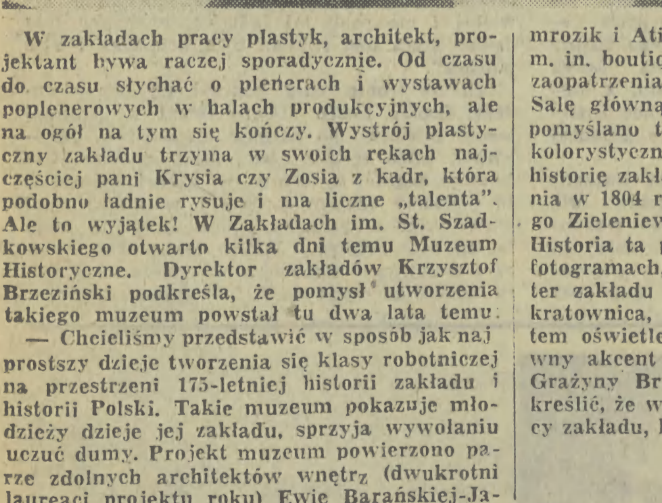 W zakładach pracy plastyk, architekt, pro-
jektant bywa raczej sporadycznie. Od czasu
do czasu słychać o plenerach i wystawach
poplenerowych w halach produkcyjnych, ale
na ogół na tym się kończy. Wystrój plasty-
czny zakładu trzyma w swoich rękach naj-
częściej pani Krysia czy Zosia z kadr, która
podobno ładnie rysuje i ma liczne „talenta”.
Ale to wyjątek! W Zakładach im. St. Szad-
kowskiego otwarto kilka dni temu Muzeum
Historyczne. Dyrektor zakładów Krzysztof
Brzeziński podkreśla, że pomysł utworzenia
takiego muzeum powstał tu dwa lata temu.
— Chcieliśmy przedstawić w sposób jak naj
prostszy dzieje tworzenia się klasy robotniczej
na przestrzeni 175-letniej historii zakładu i
historii Polski. Takie muzeum pokazuje mło-
dzieży dzieje jej zakładu, sprzyja wywołaniu
uczuć dumy. Projekt muzeum powierzono pa-
rze zdolnych architektów wnętrz (dwukrotni
laureaci projektu roku) Ewie Barańskiej-Ja-
mrozik i Ati
m. in. boutiq
zaopatrzenia
Salę główną
pomyślano t
kolorystyczn
historię zakł
nia w 1804 r
go Zieleniew
Historia ta p
fotogramach,
ter zakładu
kratownica,
tem oświetle
wny akcent
Grażyny Br
kreślić, że w
cy zakładu, l